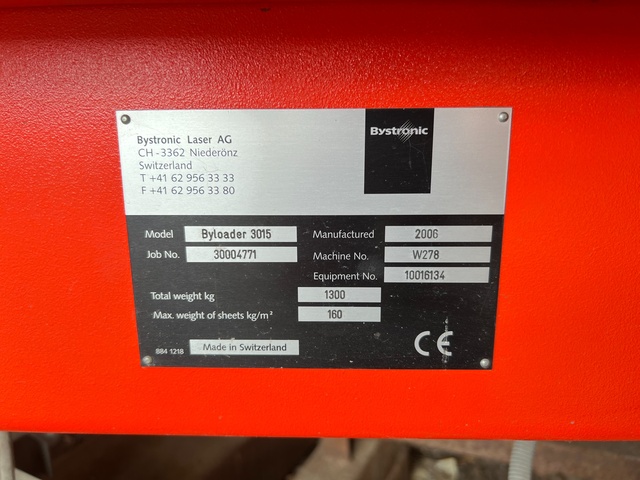 Bystronic Laser AG
CH-3362 Niederönz
Switzerland
T +41 62 956 33 33
F +41 62 956 33 80
Bystronic
Model Byloader 3015
Job No. 30004771
Manufactured 2006
Machine No. W278
Equipment No. 10016134
Total weight kg 1300
Max. weight of sheets kg/m² 160
884 1218 Made in Switzerland
CE